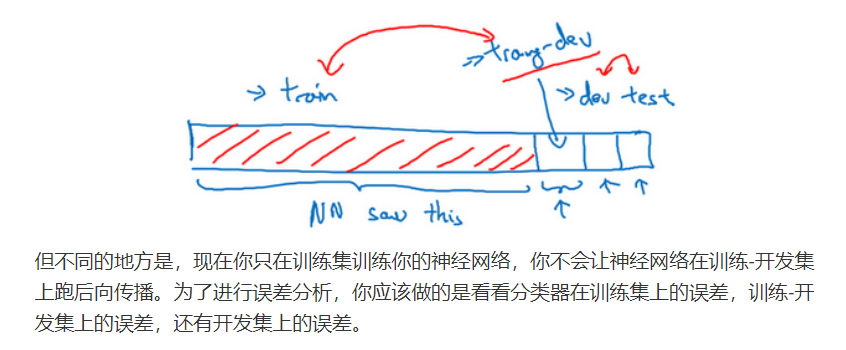 traing-dev
→ train
→ dev test
NN saw this
但不同的地方是，现在你只在训练集训练你的神经网络，你不会让神经网络在训练-开发集
上跑后向传播。为了进行误差分析，你应该做的是看看分类器在训练集上的误差，训练-开
发集上的误差，还有开发集上的误差。